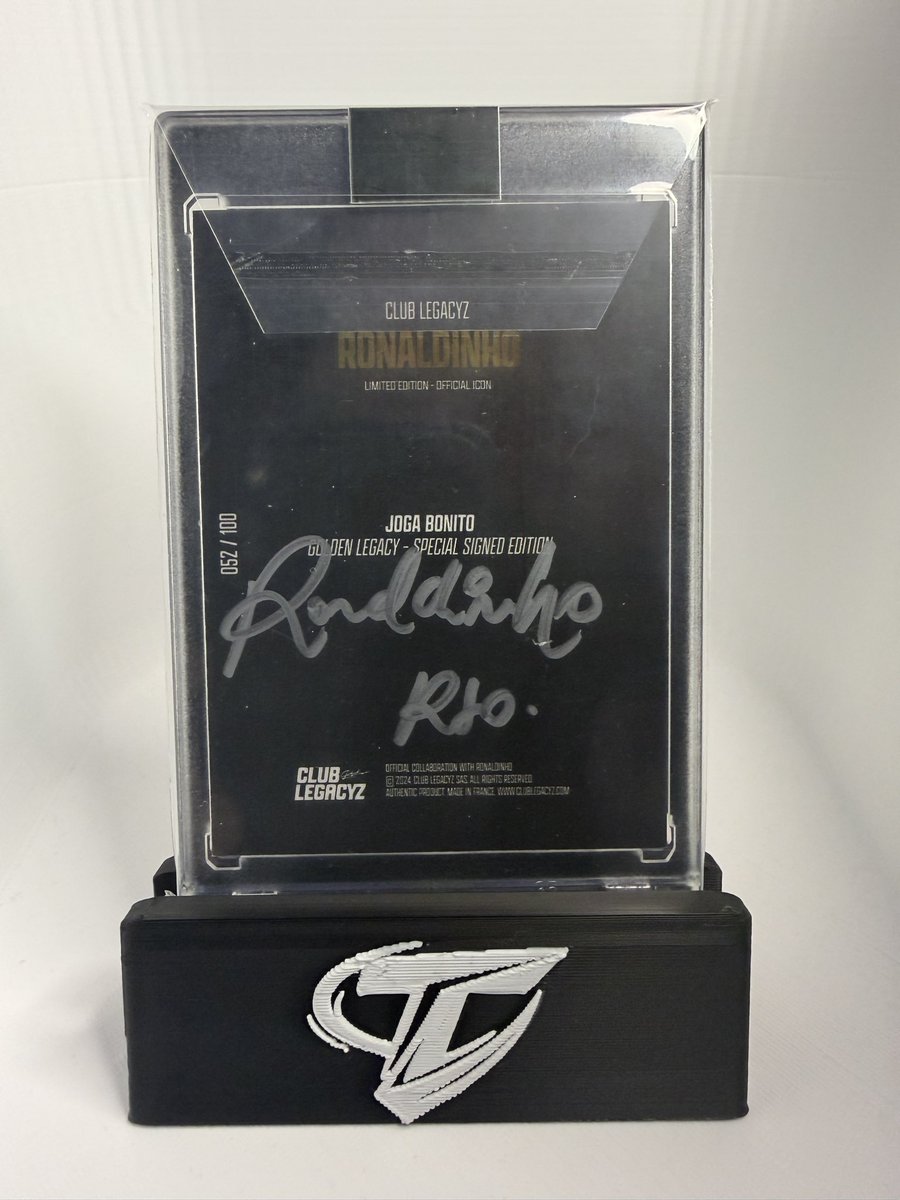 CLUB LEGACYZ
RONALDINHO
LIMITED EDITION - OFFICIAL ICON
JOGA BONITO
GOLDEN LEGACY - SPECIAL SIGNED EDITION
052 / 100
Ronaldinho
R10.
CLUB
LEGACYZ
OFFICIAL COLLABORATION WITH RONALDINHO
© 2024 CLUB LEGACYZ SAS. ALL RIGHTS RESERVED.
AUTHENTIC PRODUCT. MADE IN FRANCE. WWW.CLUBLEGACYZ.COM
TC